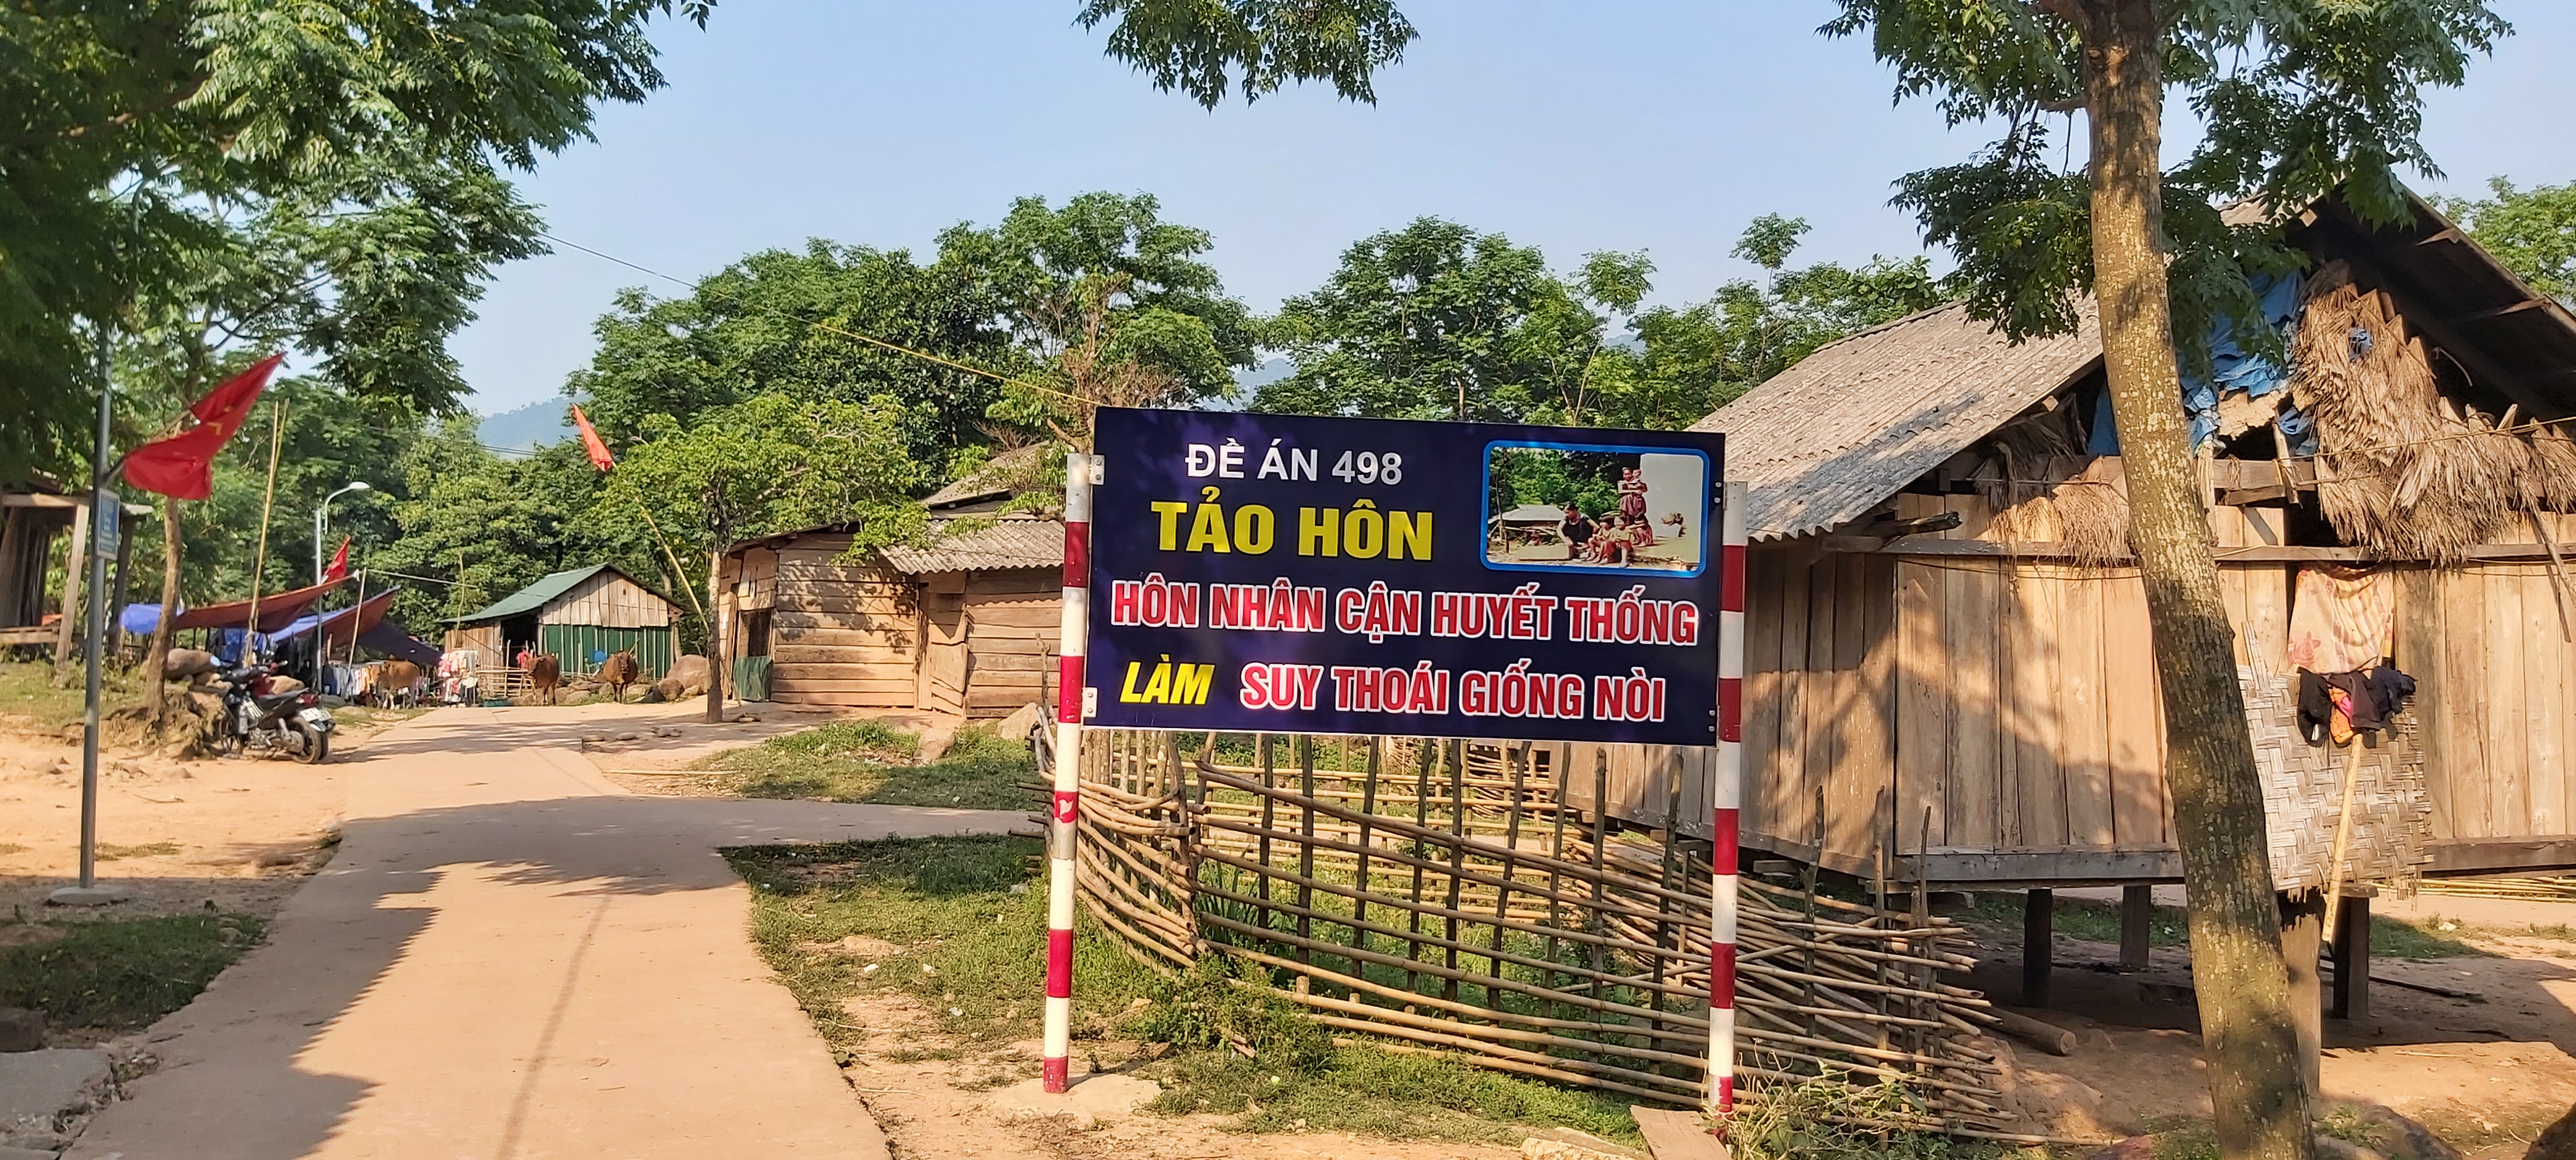 ĐỀ ÁN 498
TẢO HÔN
HÔN NHÂN CẬN HUYẾT THỐNG
LÀM SUY THOÁI GIỐNG NÒI